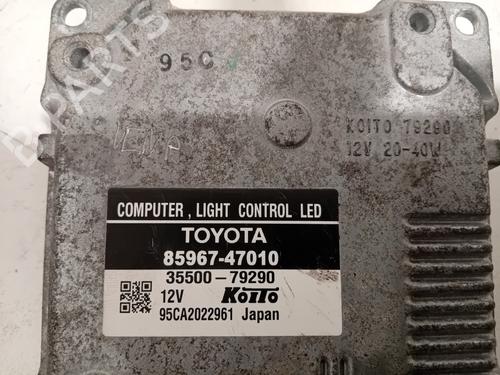 95C
KOITO 79290
12V 20-40W
COMPUTER , LIGHT CONTROL LED
TOYOTA
85967-47010
35500-79290
12V KOITO
95CA2022961 Japan